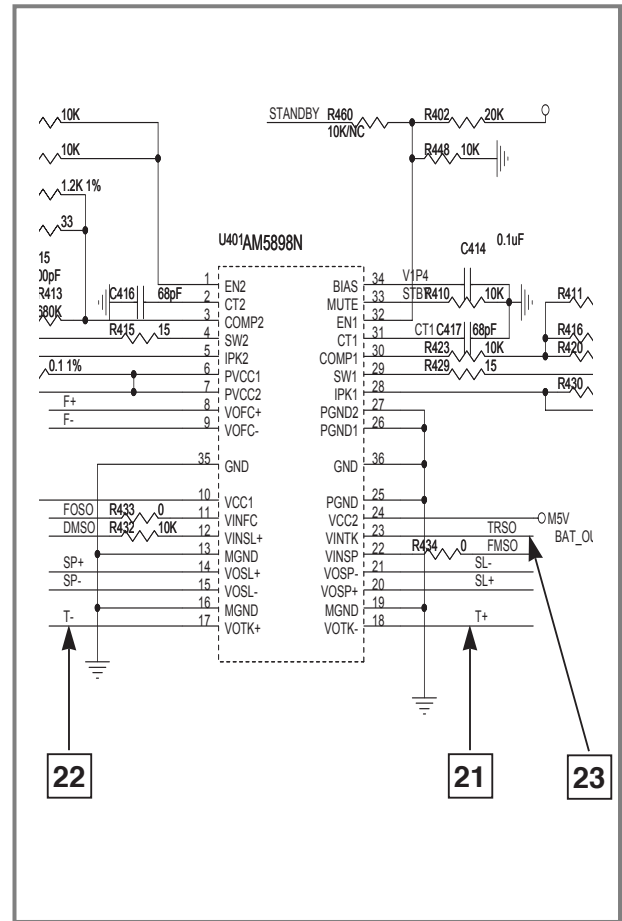 10K
STANDBY R460 10K/NC R402 20K
10K
R448 10K
1.2K 1%
33
U401 AM5898N
0.1uF
C414
15
00pF
R413
680K
C416 68pF
R415 15
0.1 1%
F+
F-
FOSO R433 0
DMSO R432 10K
SP+
SP-
T-
1 EN2
2 CT2
3 COMP2
4 SW2
5 IPK2
6 PVCC1
7 PVCC2
8 VOFC+
9 VOFC-
35 GND
10 VCC1
11 VINFC
12 VINSL+
13 MGND
14 VOSL+
15 VOSL-
16 MGND
17 VOTK+
BIAS 34 V1P4
MUTE 33 STBY R410 10K R411
EN1 32
CT1 31 CT1 C417 68pF R416
COMP1 30 R423 10K R420
SW1 29 R429 15
IPK1 28 R430
PGND2 27
PGND1 26
GND 36
PGND 25
VCC2 24 M5V
VINTK 23 TRSO BAT_OU
VINSP 22 R434 0 FMSO
VOSP- 21 SL-
VOSP+ 20 SL+
MGND 19
VOTK- 18 T+
22
21
23